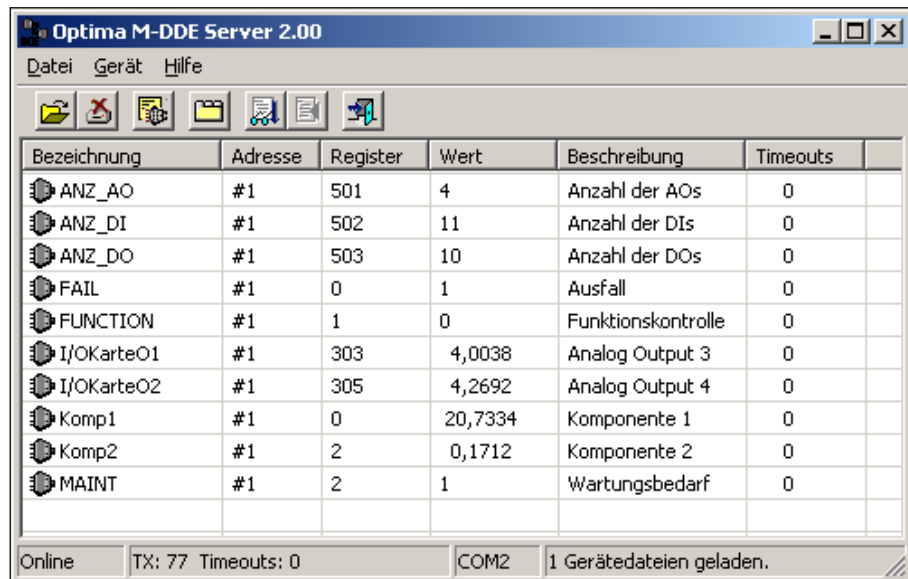 Optima M-DDE Server 2.00
Datei Gerät Hilfe
Bezeichnung Adresse Register Wert Beschreibung Timeouts
ANZ_AO #1 501 4 Anzahl der AOs 0
ANZ_DI #1 502 11 Anzahl der DIs 0
ANZ_DO #1 503 10 Anzahl der DOs 0
FAIL #1 0 1 Ausfall 0
FUNCTION #1 1 0 Funktionskontrolle 0
I/OKarteO1 #1 303 4,0038 Analog Output 3 0
I/OKarteO2 #1 305 4,2692 Analog Output 4 0
Komp1 #1 0 20,7334 Komponente 1 0
Komp2 #1 2 0,1712 Komponente 2 0
MAINT #1 2 1 Wartungsbedarf 0
Online TX: 77 Timeouts: 0 COM2 1 Gerätedateien geladen.